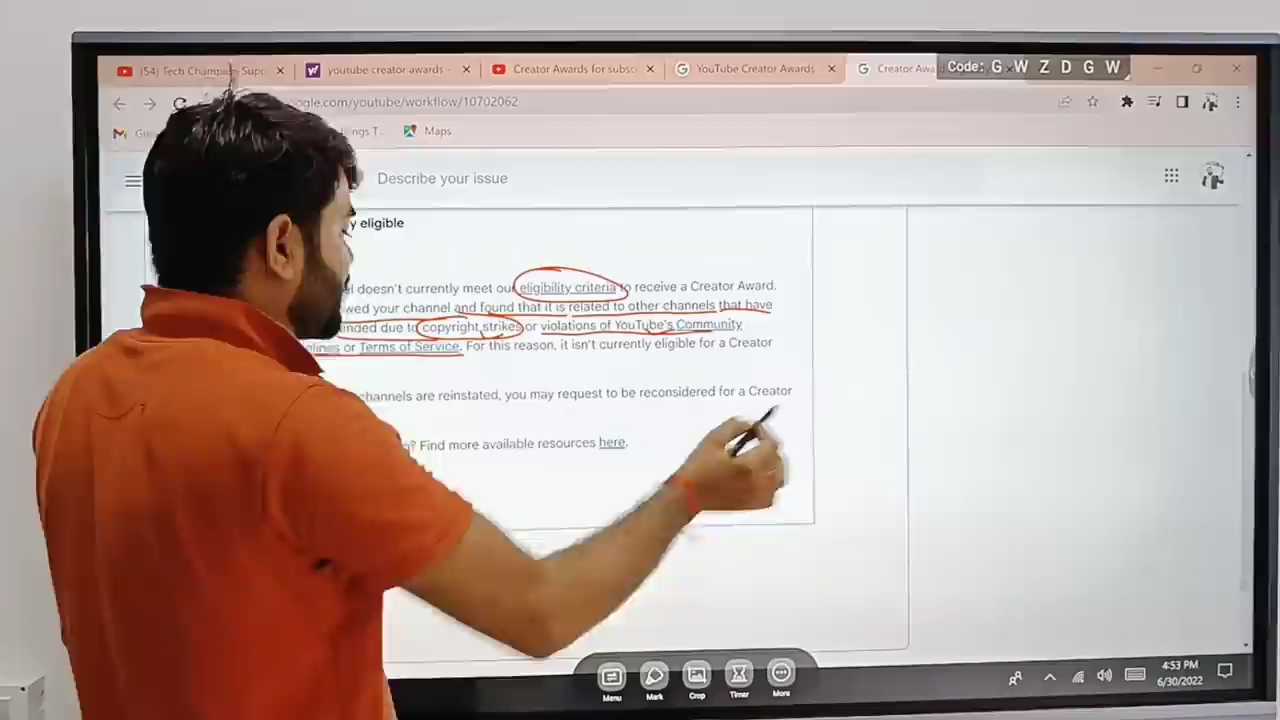 (54) Tech Champion Supp
youtube creator awards -
Creator Awards for subsc
YouTube Creator Awards
Creator Awa
Code: G W Z D G W
ogle.com/youtube/workflow/10702062
Maps
Describe your issue
y eligible
doesn't currently meet our eligibility criteria to receive a Creator Award.
wed your channel and found that it is related to other channels that have
nded due to copyright strikes or violations of YouTube's Community
lines or Terms of Service. For this reason, it isn't currently eligible for a Creator
channels are reinstated, you may request to be reconsidered for a Creator
? Find more available resources here.
Menu
Mark
Crop
Timer
More
4:53 PM
6/30/2022